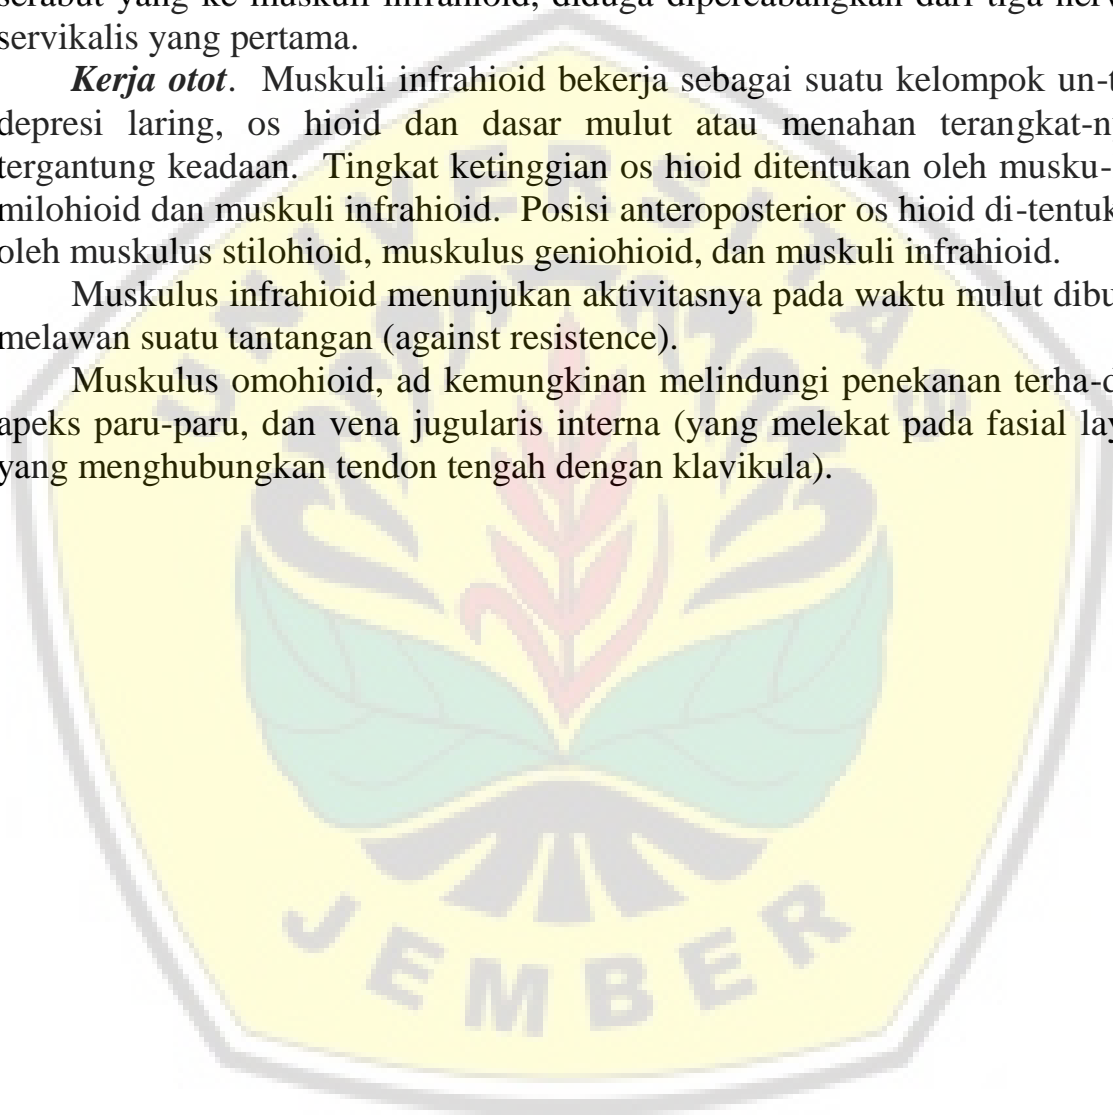 serabut yang ke muskuli infrahioid, diduga dipercabangkan dari tiga
servikalis yang pertama.
Kerja otot. Muskuli infrahioid bekerja sebagai suatu kelompok un-t
depresi laring, os hioid dan dasar mulut atau menahan terangkat-n
tergantung keadaan. Tingkat ketinggian os hioid ditentukan oleh musku-
milohioid dan muskuli infrahioid. Posisi anteroposterior os hioid di-tentuk
oleh muskulus stilohioid, muskulus geniohioid, dan muskuli infrahioid.
Muskulus infrahioid menunjukan aktivitasnya pada waktu mulut dibu
melawan suatu tantangan (against resistence).
Muskulus omohioid, ad kemungkinan melindungi penekanan terha-d
apeks paru-paru, dan vena jugularis interna (yang melekat pada fasial lay
yang menghubungkan tendon tengah dengan klavikula).
UNIVERSITAS
JEMBER